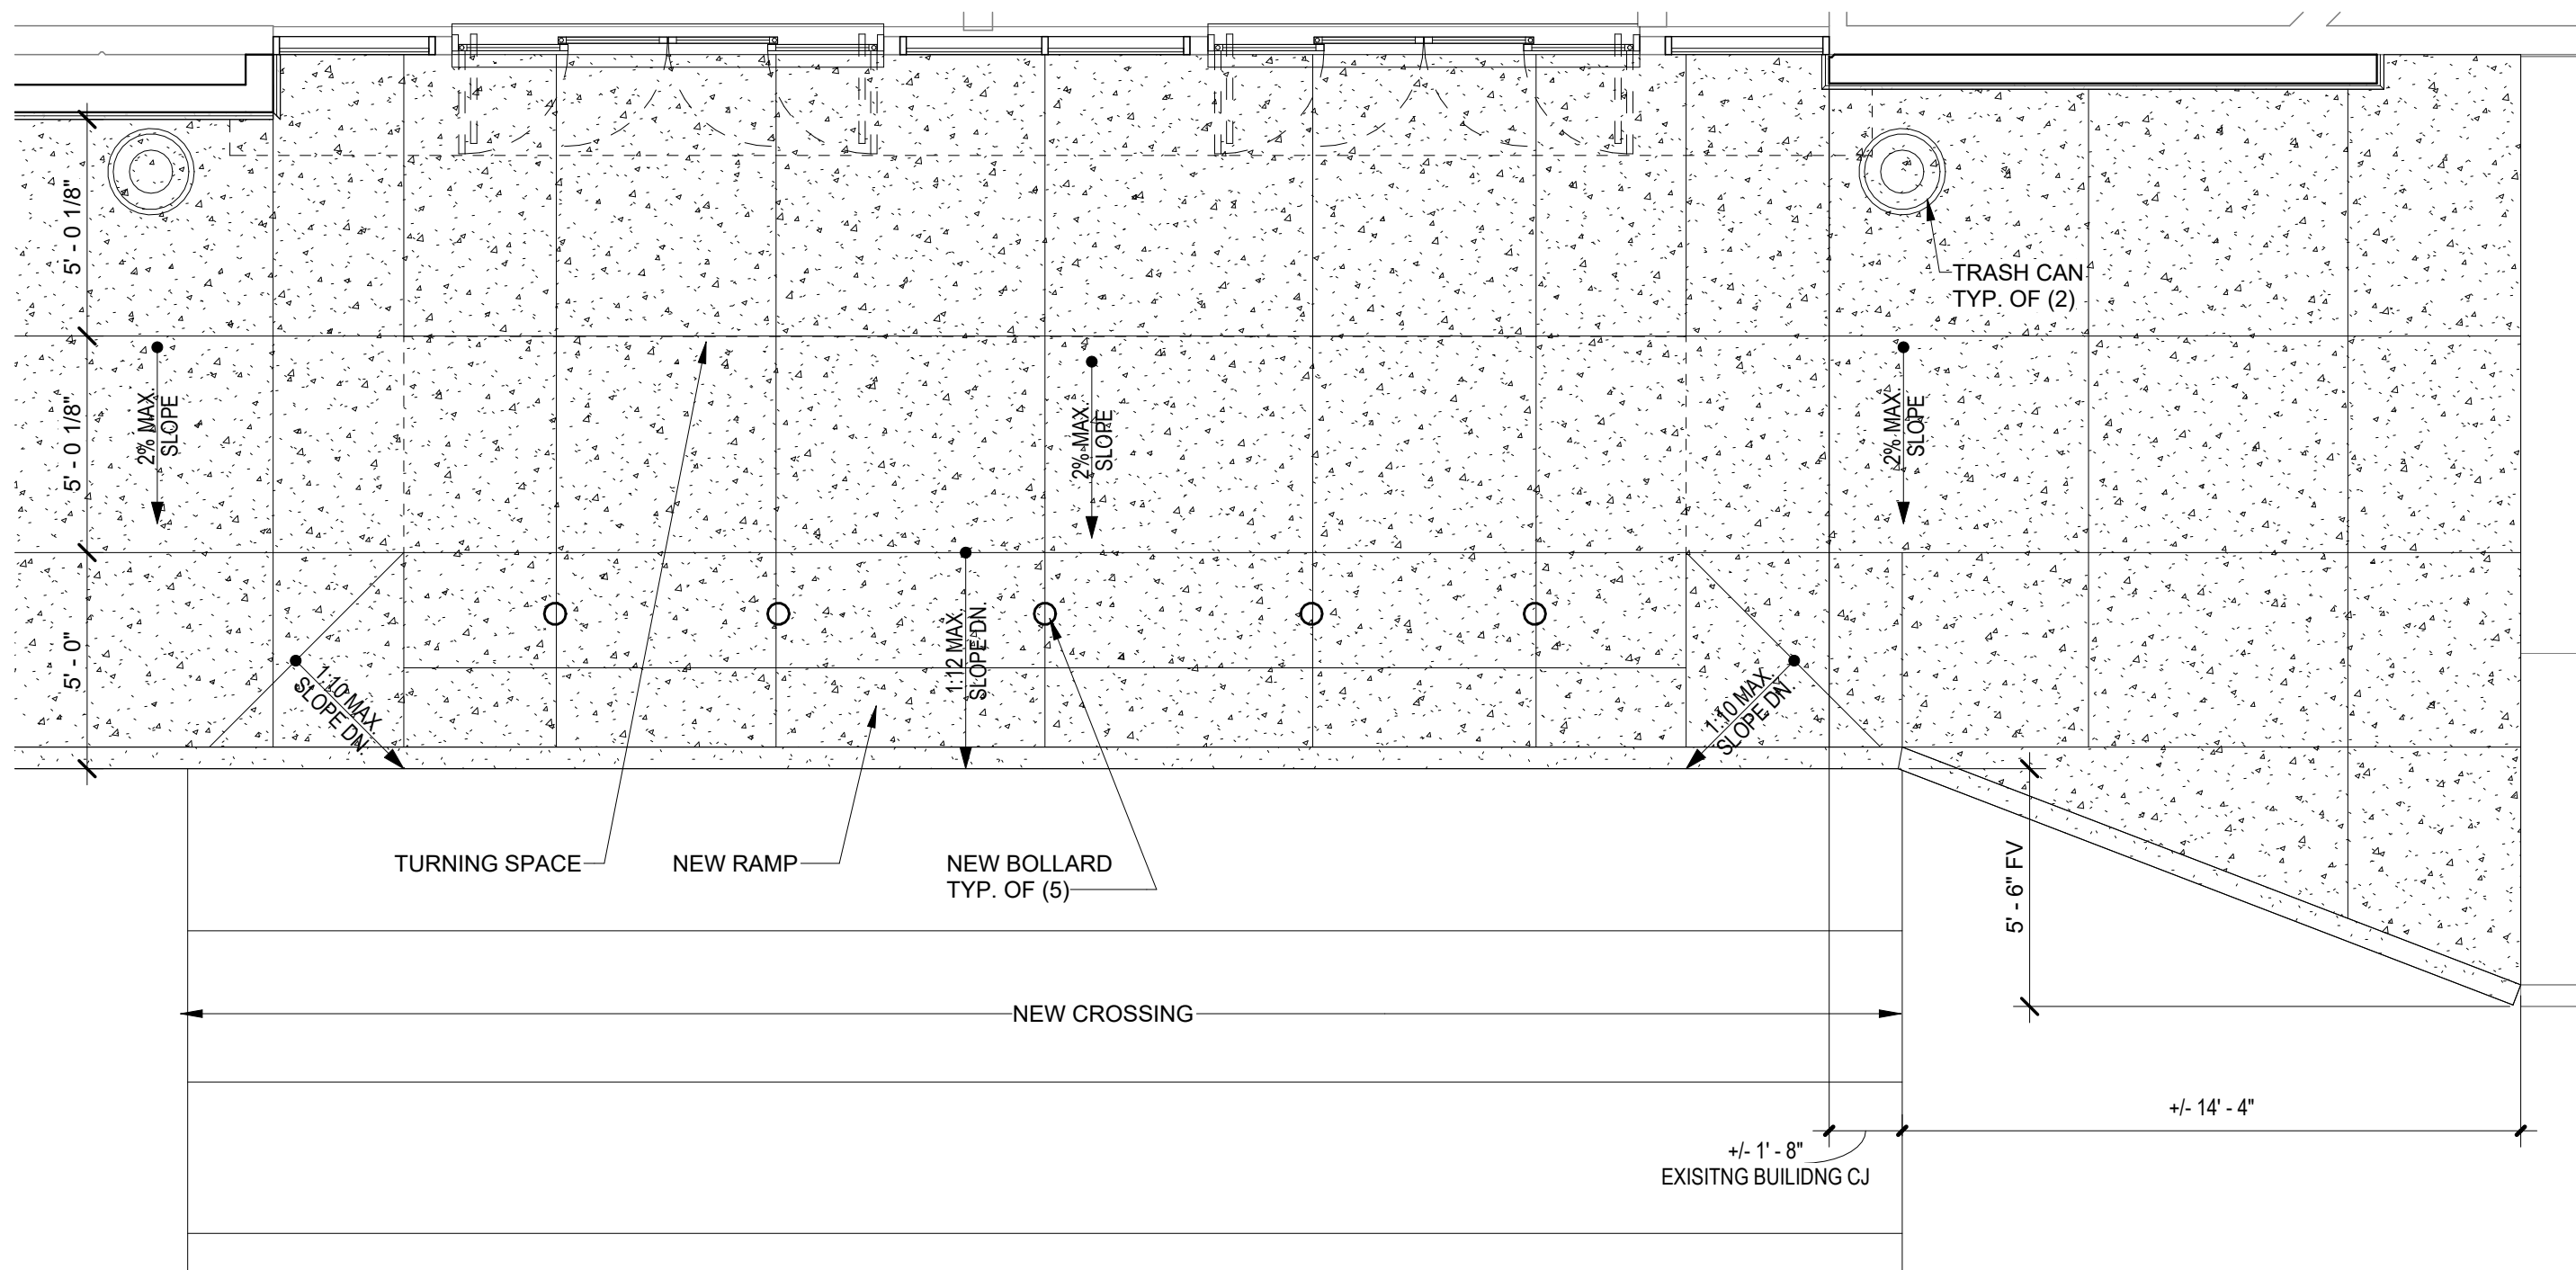 5' - 0 1/8"
5' - 0 1/8"
5' - 0"
2% MAX.
SLOPE
2% MAX.
SLOPE
2% MAX.
SLOPE
TRASH CAN
TYP. OF (2)
1:10 MAX.
SLOPE DN.
1:12 MAX.
SLOPE DN.
1:10 MAX.
SLOPE DN.
TURNING SPACE
NEW RAMP
NEW BOLLARD
TYP. OF (5)
5' - 6" FV
NEW CROSSING
+/- 14' - 4"
+/- 1' - 8"
EXISITNG BUILIDNG CJ